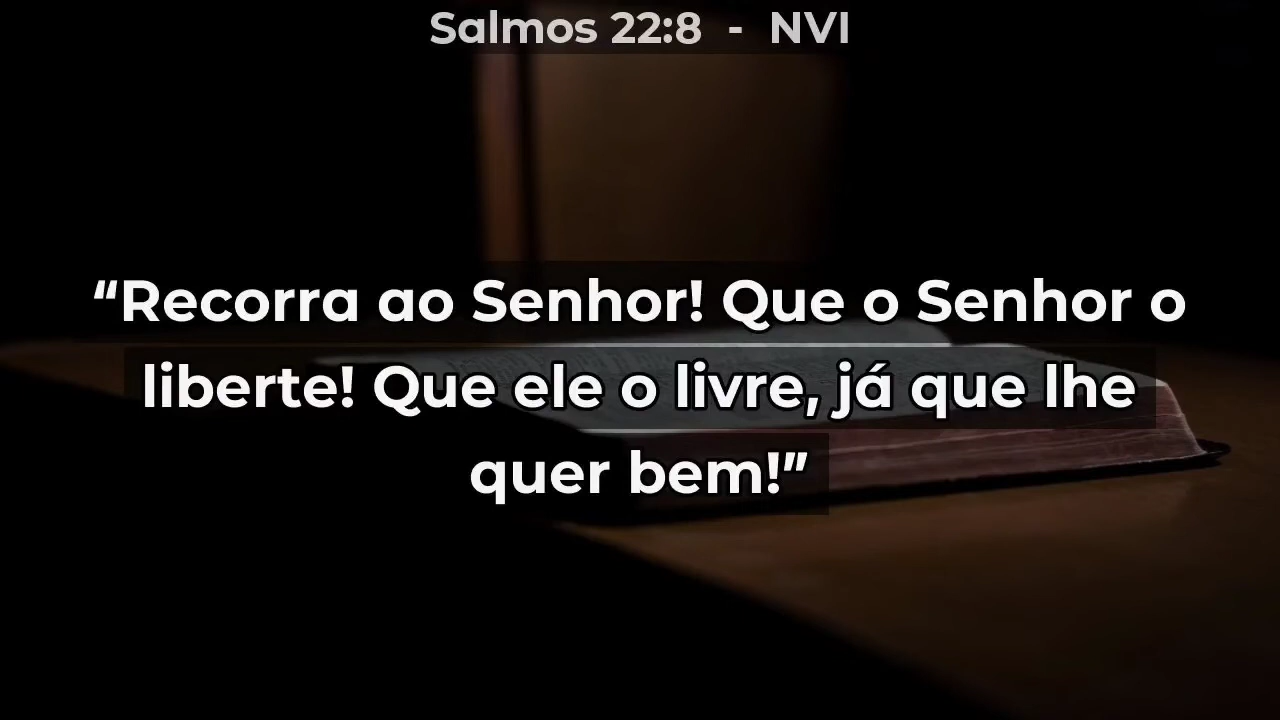 Salmos 22:8 - NVI
“Recorra ao Senhor! Que o Senhor o
liberte! Que ele o livre, já que lhe
quer bem!”